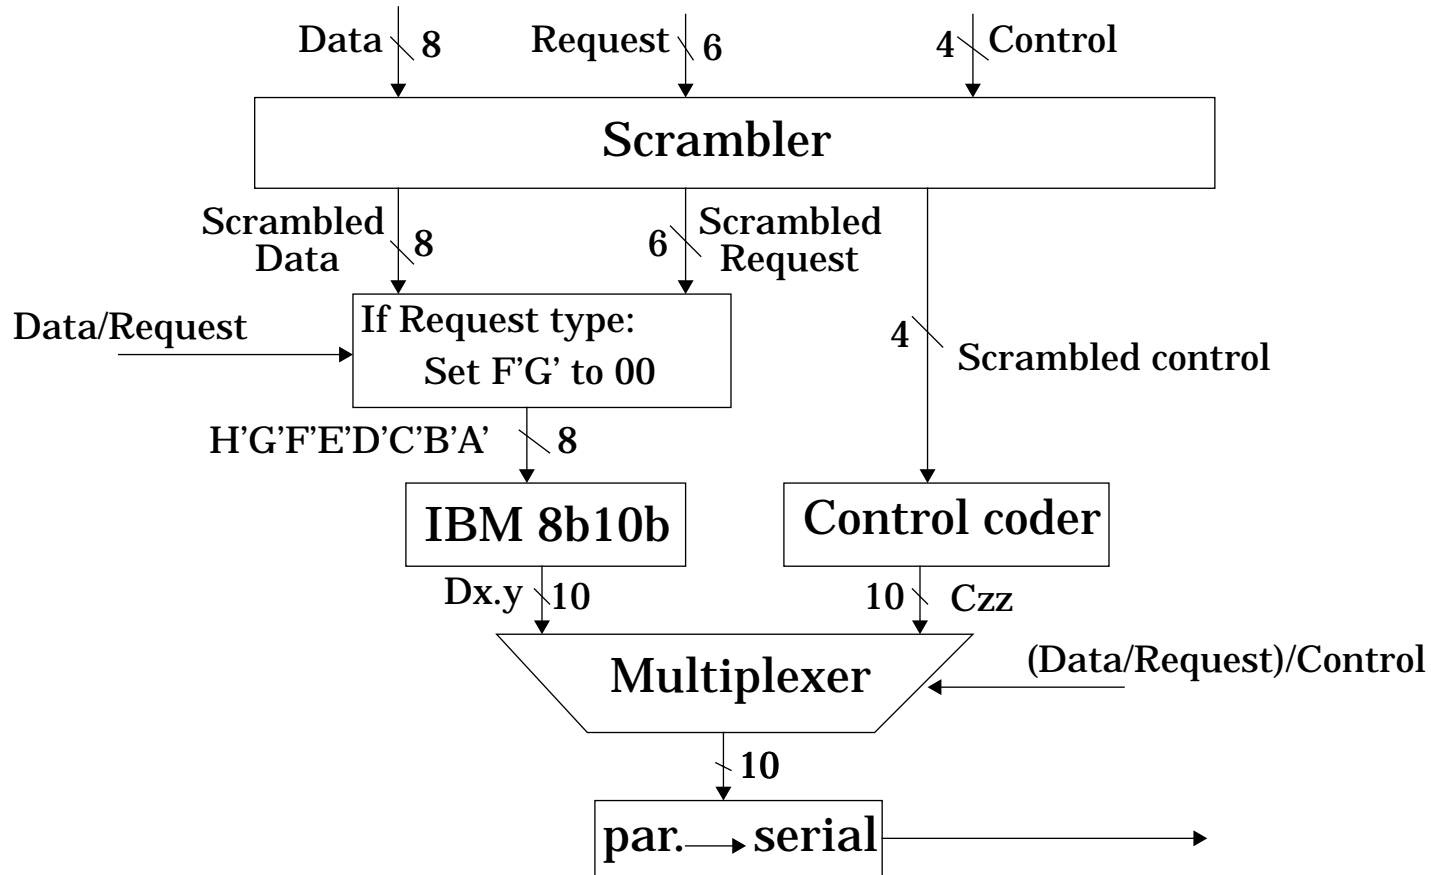 Data 8 Request 6 4 Control
Scrambler
Scrambled
Data
8
6
Scrambled
Request
Data/Request
If Request type:
Set F’G’ to 00
4
Scrambled control
H’G’F’E’D’C’B’A’ 8
IBM 8b10b
Control coder
Dx.y 10
10 Czz
(Data/Request)/Control
Multiplexer
10
par. serial